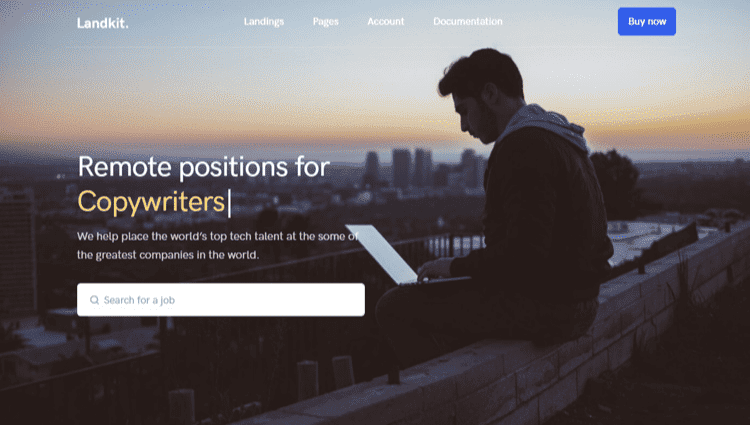 Landkit.
Landings
Pages
Account
Documentation
Buy now
Remote positions for
Copywriters|
We help place the world's top tech talent at the some of
the greatest companies in the world.
Search for a job